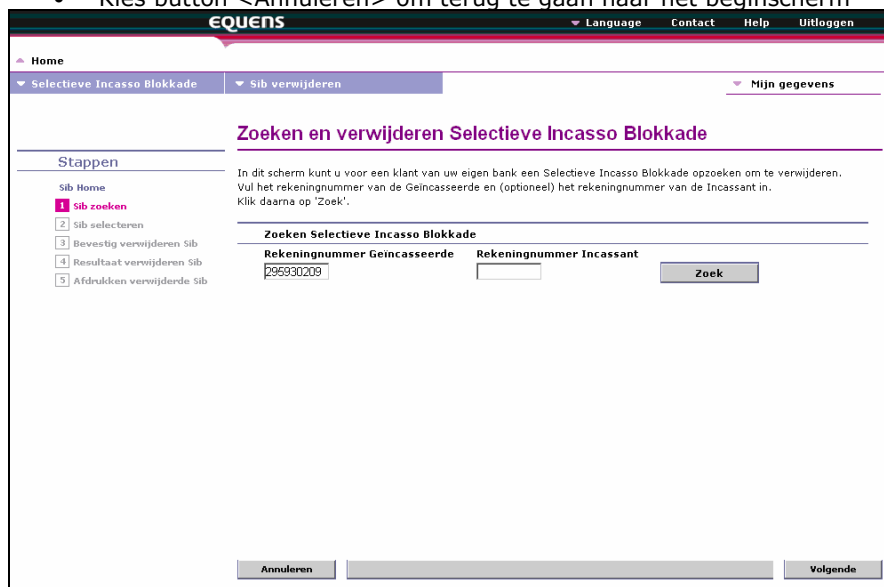 • Kies button <Annuleren> om terug te gaan naar het beginscherm
EQUENS
Language Contact Help Uitloggen
Home
Selectieve Incasso Blokkade Sib verwijderen Mijn gegevens
Zoeken en verwijderen Selectieve Incasso Blokkade
Stappen
Sib Home
1 Sib zoeken
2 Sib selecteren
3 Bevestig verwijderen Sib
4 Resultaat verwijderen Sib
5 Afdrukken verwijderde Sib
In dit scherm kunt u voor een klant van uw eigen bank een Selectieve Incasso Blokkade opzoeken om te verwijderen.
Vul het rekeningnummer van de Geïncasseerde en (optioneel) het rekeningnummer van de Incassant in.
Klik daarna op 'Zoek'.
Zoeken Selectieve Incasso Blokkade
Rekeningnummer Geïncasseerde Rekeningnummer Incassant
295930209 Zoek
Annuleren Volgende